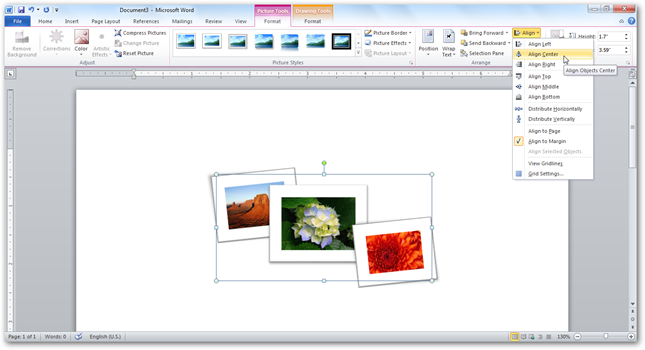 Document3 - Microsoft Word
Picture Tools
Drawing Tools
File
Home
Insert
Page Layout
References
Mailings
Review
View
Format
Format
Remove
Background
Corrections
Color
Artistic
Effects
Compress Pictures
Change Picture
Reset Picture
Adjust
Picture Styles
Picture Border
Picture Effects
Picture Layout
Position
Wrap
Text
Bring Forward
Send Backward
Selection Pane
Arrange
Align
Height:
1.7"
3.59"
Align Left
Align Center
Align Right
Align Top
Align Middle
Align Bottom
Distribute Horizontally
Distribute Vertically
Align to Page
Align to Margin
Align Selected Objects
View Gridlines
Grid Settings...
Align Objects Center
Page: 1 of 1
Words: 0
English (U.S.)
130%